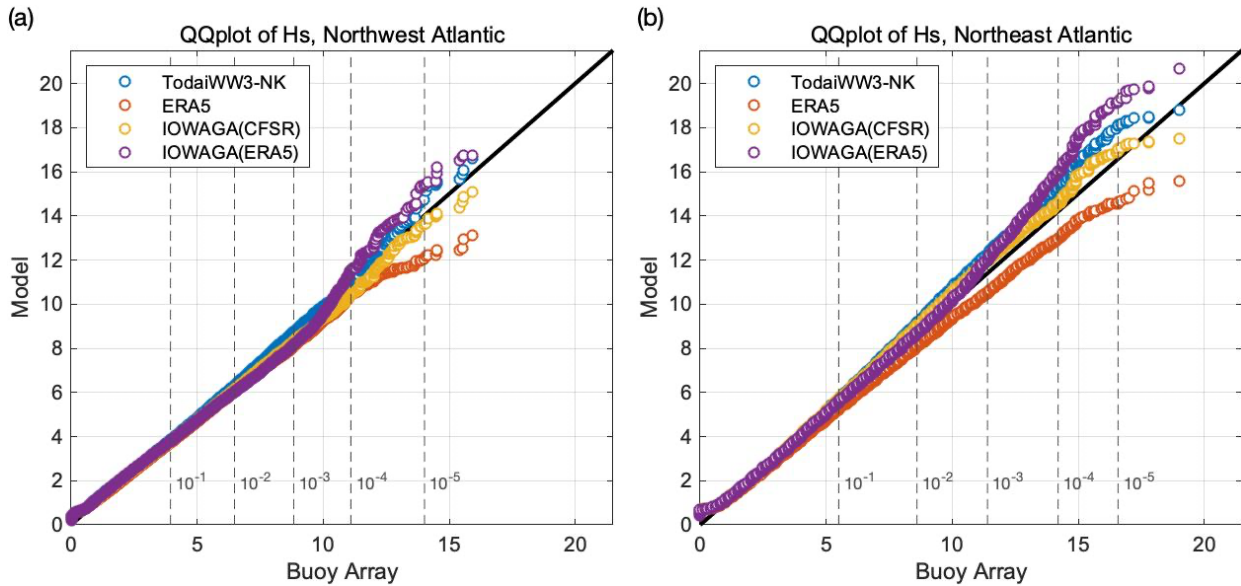 (a)
QQplot of Hs, Northwest Atlantic
TodaiWW3-NK
ERA5
IOWAGA(CFSR)
IOWAGA(ERA5)
20
18
16
14
12
10
8
6
4
2
0
Model
10⁻¹
10⁻²
10⁻³
10⁻⁴
10⁻⁵
0
5
10
15
20
Buoy Array
(b)
QQplot of Hs, Northeast Atlantic
TodaiWW3-NK
ERA5
IOWAGA(CFSR)
IOWAGA(ERA5)
20
18
16
14
12
10
8
6
4
2
0
Model
10⁻¹
10⁻²
10⁻³
10⁻⁴
10⁻⁵
0
5
10
15
20
Buoy Array